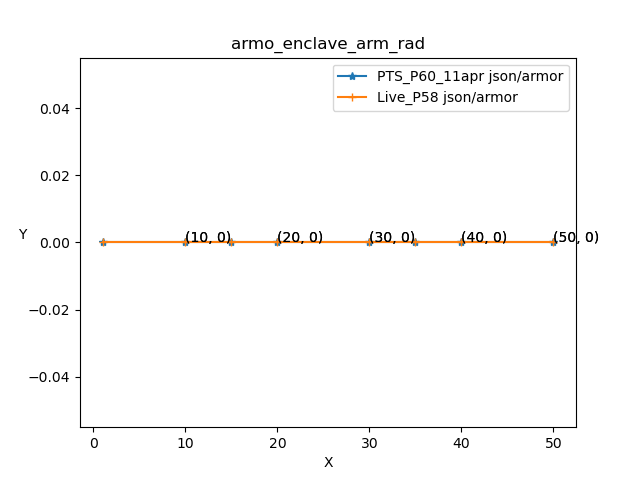 armo_enclave_arm_rad
PTS_P60_11apr json/armor
Live_P58 json/armor
0.04
0.02
0.00
−0.02
−0.04
Y
(10, 0) (20, 0) (30, 0) (40, 0) (50, 0)
0 10 20 30 40 50
X